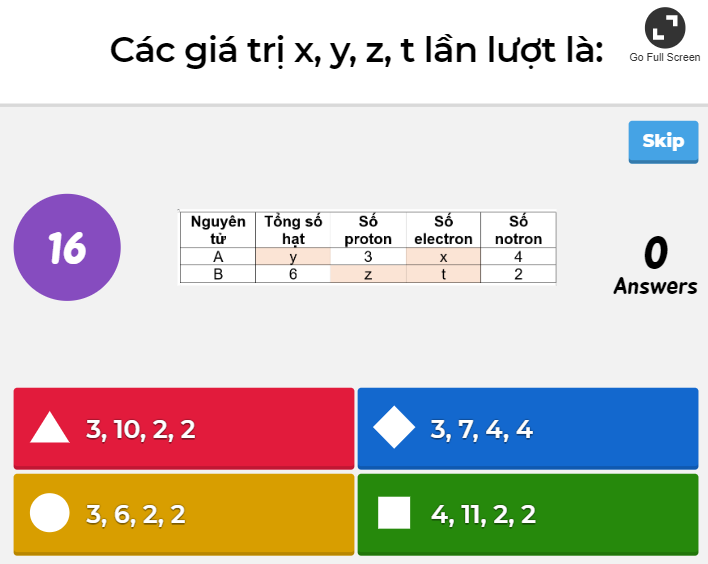 Các giá trị x, y, z, t lần lượt là:
Go Full Screen
Skip
16
Nguyên tử Tổng số hạt Số proton Số electron Số notron
A y 3 x 4
B 6 z t 2
0
Answers
3, 10, 2, 2
3, 7, 4, 4
3, 6, 2, 2
4, 11, 2, 2